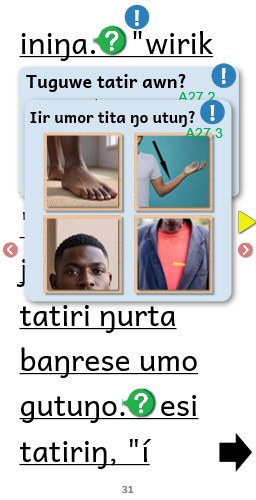 iniŋa. "wirik
Tuguwe tatir awn?
A27.2
Iir umor tita ŋo utuŋ?
A27.3
tatiri ŋurta
baŋrese umo
gutuŋo. esi
tatiriŋ, "í
31